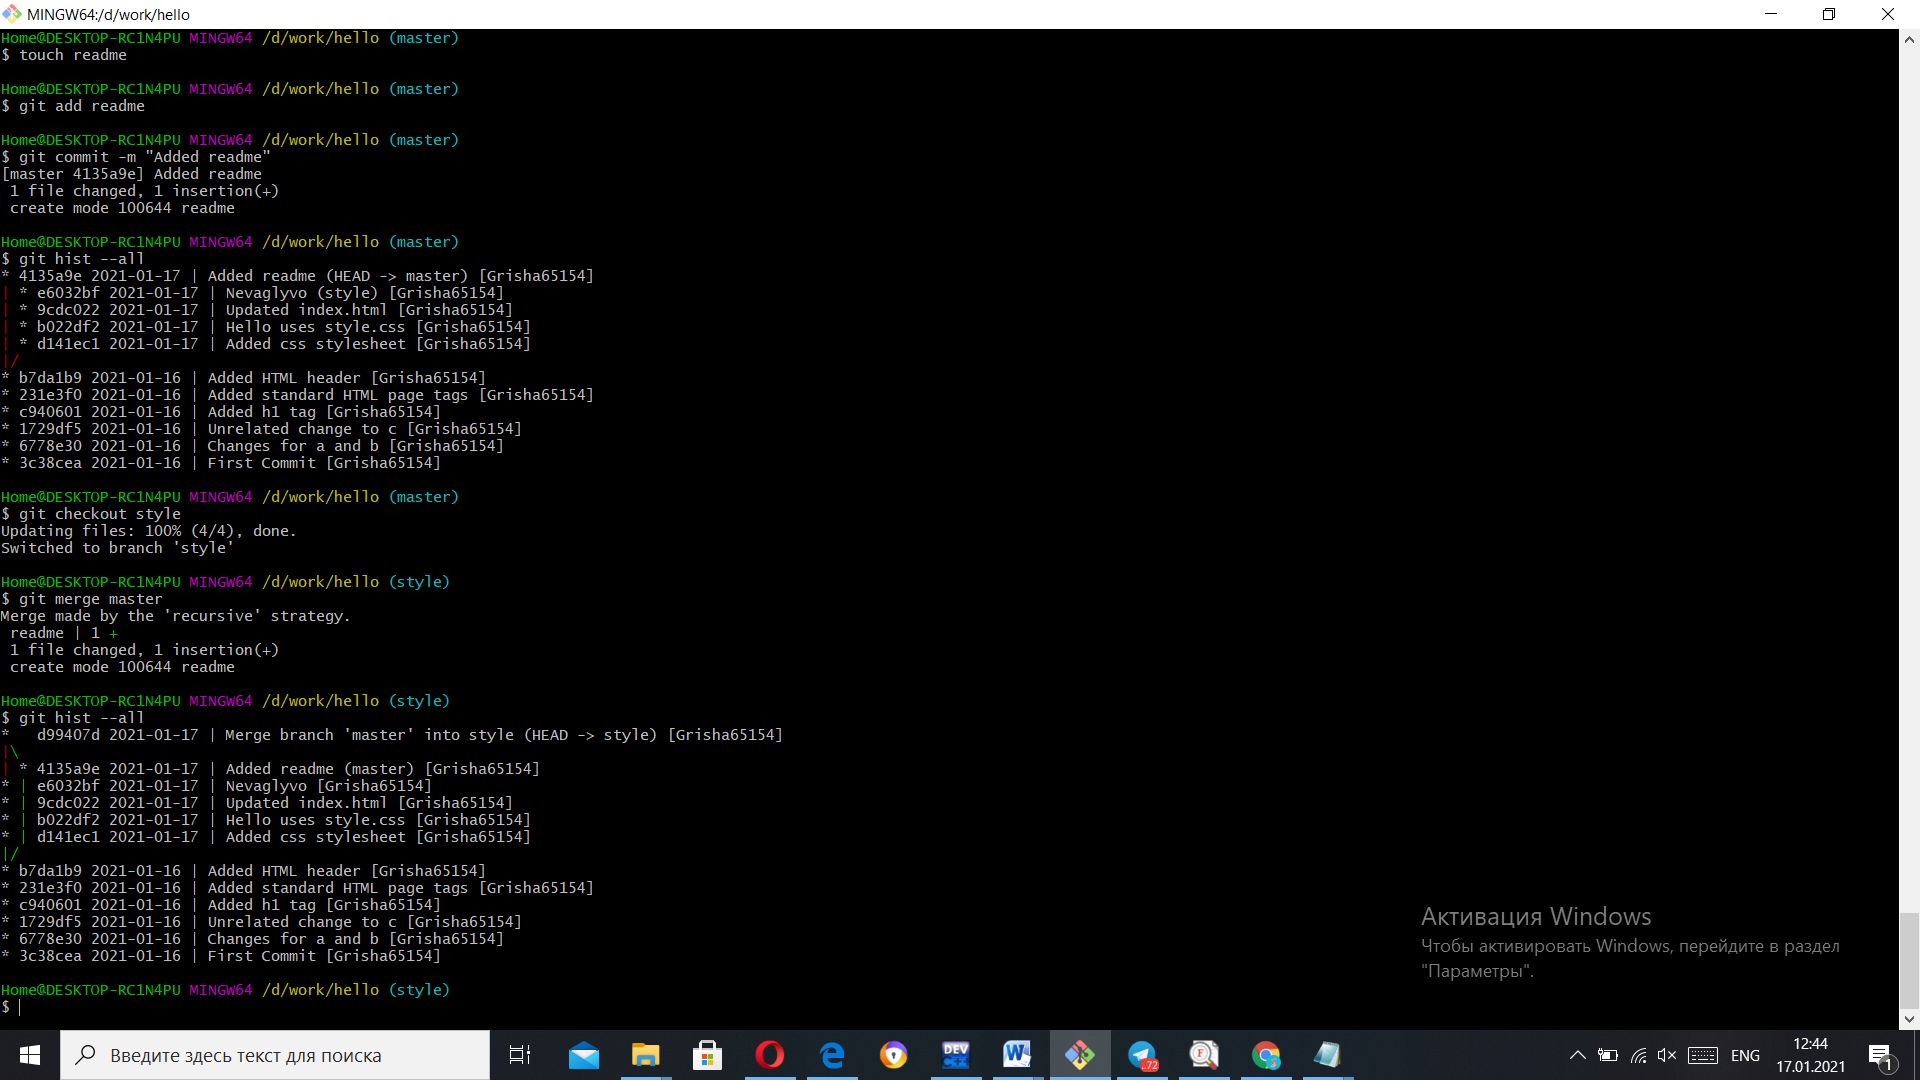 MINGW64:/d/work/hello
Home@DESKTOP-RC1N4PU MINGW64 /d/work/hello (master)
$ touch readme
Home@DESKTOP-RC1N4PU MINGW64 /d/work/hello (master)
$ git add readme
Home@DESKTOP-RC1N4PU MINGW64 /d/work/hello (master)
$ git commit -m "Added readme"
[master 4135a9e] Added readme
 1 file changed, 1 insertion(+)
 create mode 100644 readme
Home@DESKTOP-RC1N4PU MINGW64 /d/work/hello (master)
$ git hist --all
* 4135a9e 2021-01-17 | Added readme (HEAD -> master) [Grisha65154]
| * e6032bf 2021-01-17 | Nevaglyvo (style) [Grisha65154]
| * 9cdc022 2021-01-17 | Updated index.html [Grisha65154]
| * b022df2 2021-01-17 | Hello uses style.css [Grisha65154]
| * d141ec1 2021-01-17 | Added css stylesheet [Grisha65154]
|/
* b7da1b9 2021-01-16 | Added HTML header [Grisha65154]
* 231e3f0 2021-01-16 | Added standard HTML page tags [Grisha65154]
* c940601 2021-01-16 | Added h1 tag [Grisha65154]
* 1729df5 2021-01-16 | Unrelated change to c [Grisha65154]
* 6778e30 2021-01-16 | Changes for a and b [Grisha65154]
* 3c38cea 2021-01-16 | First Commit [Grisha65154]
Home@DESKTOP-RC1N4PU MINGW64 /d/work/hello (master)
$ git checkout style
Updating files: 100% (4/4), done.
Switched to branch 'style'
Home@DESKTOP-RC1N4PU MINGW64 /d/work/hello (style)
$ git merge master
Merge made by the 'recursive' strategy.
 readme | 1 +
 1 file changed, 1 insertion(+)
 create mode 100644 readme
Home@DESKTOP-RC1N4PU MINGW64 /d/work/hello (style)
$ git hist --all
*   d99407d 2021-01-17 | Merge branch 'master' into style (HEAD -> style) [Grisha65154]
|\
| * 4135a9e 2021-01-17 | Added readme (master) [Grisha65154]
* | e6032bf 2021-01-17 | Nevaglyvo [Grisha65154]
* | 9cdc022 2021-01-17 | Updated index.html [Grisha65154]
* | b022df2 2021-01-17 | Hello uses style.css [Grisha65154]
* | d141ec1 2021-01-17 | Added css stylesheet [Grisha65154]
|/
* b7da1b9 2021-01-16 | Added HTML header [Grisha65154]
* 231e3f0 2021-01-16 | Added standard HTML page tags [Grisha65154]
* c940601 2021-01-16 | Added h1 tag [Grisha65154]
* 1729df5 2021-01-16 | Unrelated change to c [Grisha65154]
* 6778e30 2021-01-16 | Changes for a and b [Grisha65154]
* 3c38cea 2021-01-16 | First Commit [Grisha65154]
Home@DESKTOP-RC1N4PU MINGW64 /d/work/hello (style)
$
Активация Windows
Чтобы активировать Windows, перейдите в раздел
"Параметры".
Введите здесь текст для поиска
DEV
C++
W
..72
F
S
ENG
12:44
17.01.2021
1